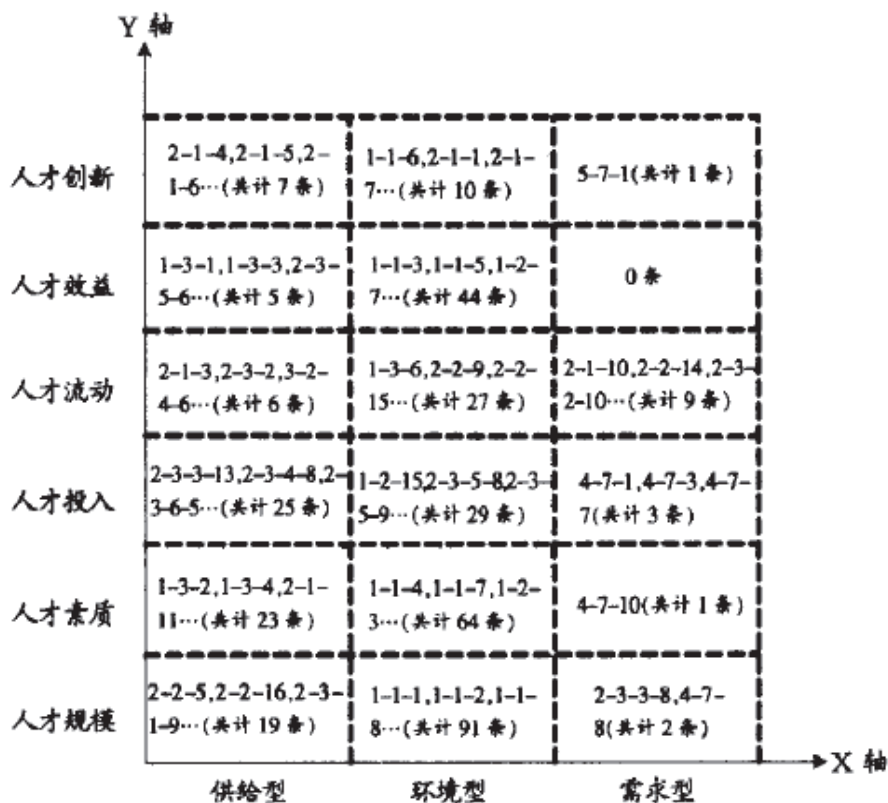 Y 轴
人才创新
2-1-4,2-1-5,2-
1-6…(共计 7 条)
1-1-6,2-1-1,2-1-
7…(共计 10 条)
5-7-1(共计 1 条)
人才效益
1-3-1,1-3-3,2-3-
5-6…(共计 5 条)
1-1-3,1-1-5,1-2-
7…(共计 44 条)
0 条
人才流动
2-1-3,2-3-2,3-2-
4-6…(共计 6 条)
1-3-6,2-2-9,2-2-
15…(共计 27 条)
2-1-10,2-2-14,2-3-
2-10…(共计 9 条)
人才投入
2-3-3-13,2-3-4-8,2-
3-6-5…(共计 25 条)
1-2-15,2-3-5-8,2-3-
5-9…(共计 29 条)
4-7-1,4-7-3,4-7-
7(共计 3 条)
人才素质
1-3-2,1-3-4,2-1-
11…(共计 23 条)
1-1-4,1-1-7,1-2-
3…(共计 64 条)
4-7-10(共计 1 条)
人才规模
2-2-5,2-2-16,2-3-
1-9…(共计 19 条)
1-1-1,1-1-2,1-1-
8…(共计 91 条)
2-3-3-8,4-7-
8(共计 2 条)
X 轴
供给型
环境型
需求型